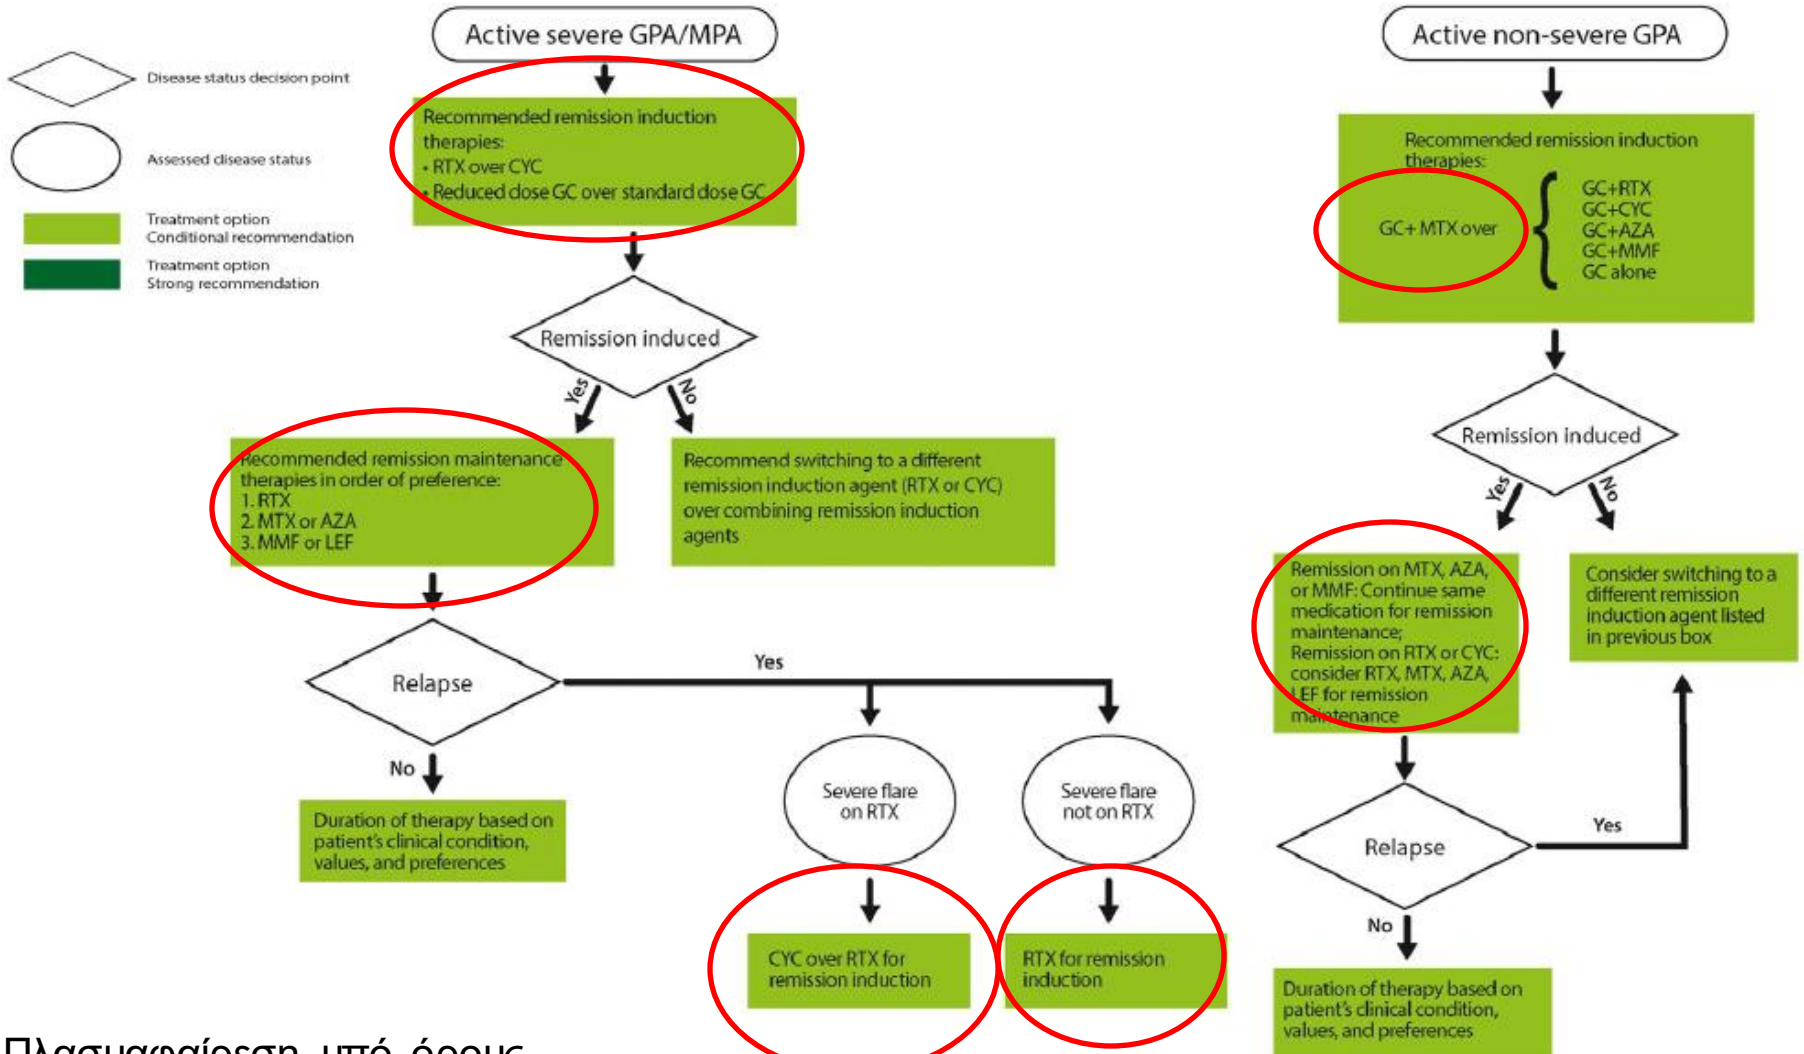 Disease status decision point
Assessed disease status
Treatment option
Conditional recommendation
Treatment option
Strong recommendation
Active severe GPA/MPA
Recommended remission induction
therapies:
• RTX over CYC
• Reduced dose GC over standard dose GC
Remission induced
Yes
No
Recommended remission maintenance
therapies in order of preference:
1. RTX
2. MTX or AZA
3. MMF or LEF
Recommend switching to a different
remission induction agent (RTX or CYC)
over combining remission induction
agents
Relapse
Yes
No
Duration of therapy based on
patient's clinical condition,
values, and preferences
Severe flare
on RTX
Severe flare
not on RTX
CYC over RTX for
remission induction
RTX for remission
induction
Active non-severe GPA
Recommended remission induction
therapies:
GC+ MTX over
GC+RTX
GC+CYC
GC+AZA
GC+MMF
GC alone
Remission induced
Yes
No
Remission on MTX, AZA,
or MMF: Continue same
medication for remission
maintenance;
Remission on RTX or CYC:
consider RTX, MTX, AZA,
LEF for remission
maintenance
Consider switching to a
different remission
induction agent listed
in previous box
Relapse
Yes
No
Duration of therapy based on
patient's clinical condition,
values, and preferences
Πλασμαφαίρεση υπό όρους